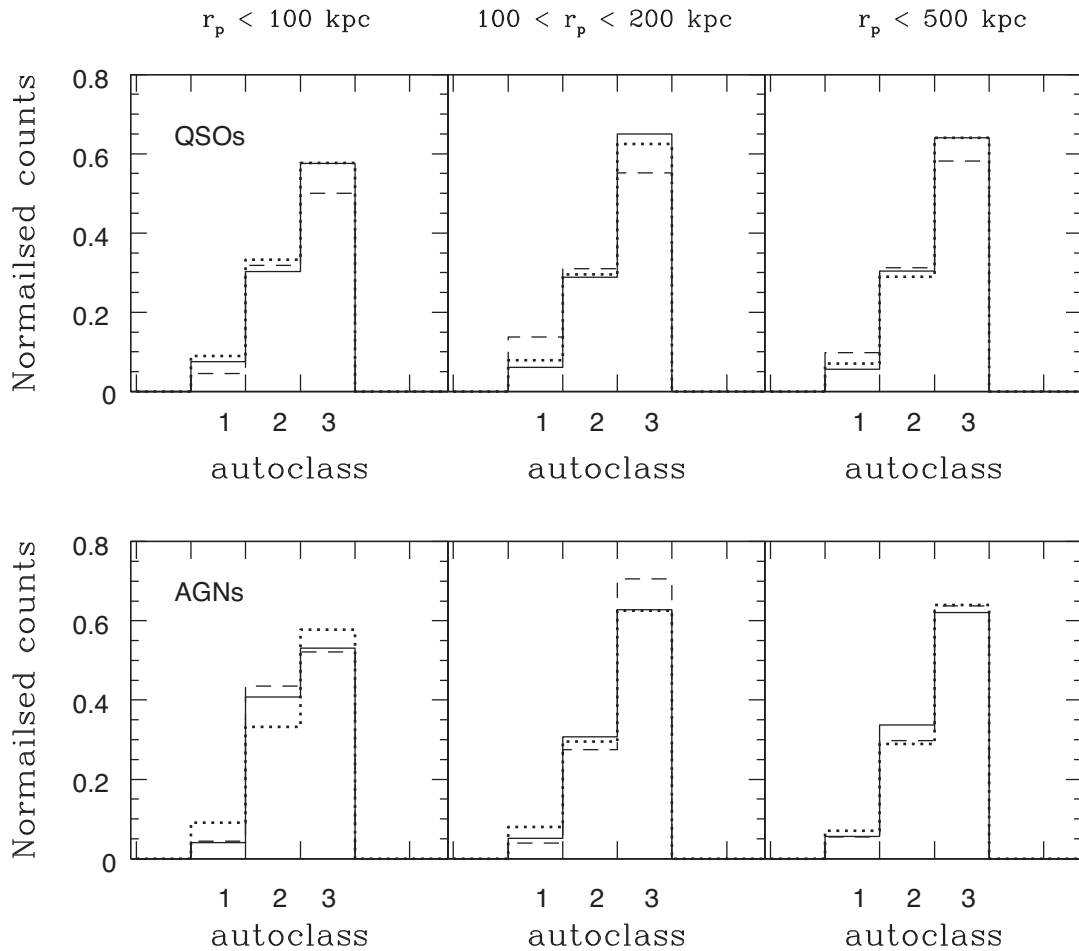 r_p < 100 kpc
100 < r_p < 200 kpc
r_p < 500 kpc
Normailsed counts
0.8
0.6
0.4
0.2
0
QSOs
1 2 3
1 2 3
1 2 3
autoclass
autoclass
autoclass
Normailsed counts
0.8
0.6
0.4
0.2
0
AGNs
1 2 3
1 2 3
1 2 3
autoclass
autoclass
autoclass